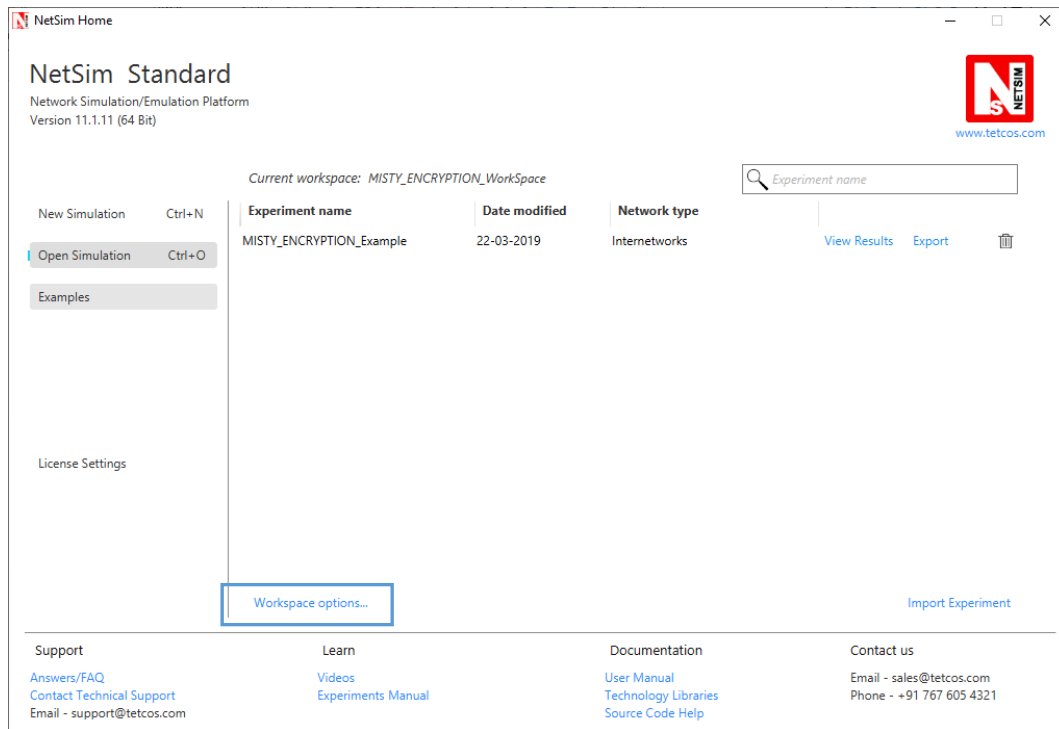 NetSim Home
NetSim Standard
Network Simulation/Emulation Platform
Version 11.1.11 (64 Bit)
NS NETSIM
www.tetcos.com
Current workspace: MISTY_ENCRYPTION_WorkSpace
Experiment name
New Simulation Ctrl+N
Open Simulation Ctrl+O
Examples
License Settings
Experiment name Date modified Network type
MISTY_ENCRYPTION_Example 22-03-2019 Internetworks View Results Export
Workspace options...
Import Experiment
Support
Answers/FAQ
Contact Technical Support
Email - support@tetcos.com
Learn
Videos
Experiments Manual
Documentation
User Manual
Technology Libraries
Source Code Help
Contact us
Email - sales@tetcos.com
Phone - +91 767 605 4321